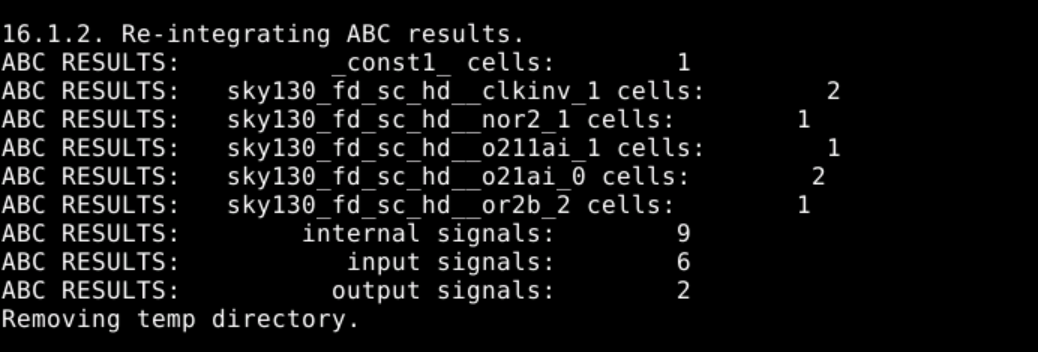 16.1.2. Re-integrating ABC results.
ABC RESULTS:          _const1_ cells:        1
ABC RESULTS:   sky130_fd_sc_hd__clkinv_1 cells:        2
ABC RESULTS:   sky130_fd_sc_hd__nor2_1 cells:        1
ABC RESULTS:   sky130_fd_sc_hd__o211ai_1 cells:        1
ABC RESULTS:   sky130_fd_sc_hd__o21ai_0 cells:        2
ABC RESULTS:   sky130_fd_sc_hd__or2b_2 cells:        1
ABC RESULTS:        internal signals:        9
ABC RESULTS:           input signals:        6
ABC RESULTS:          output signals:        2
Removing temp directory.